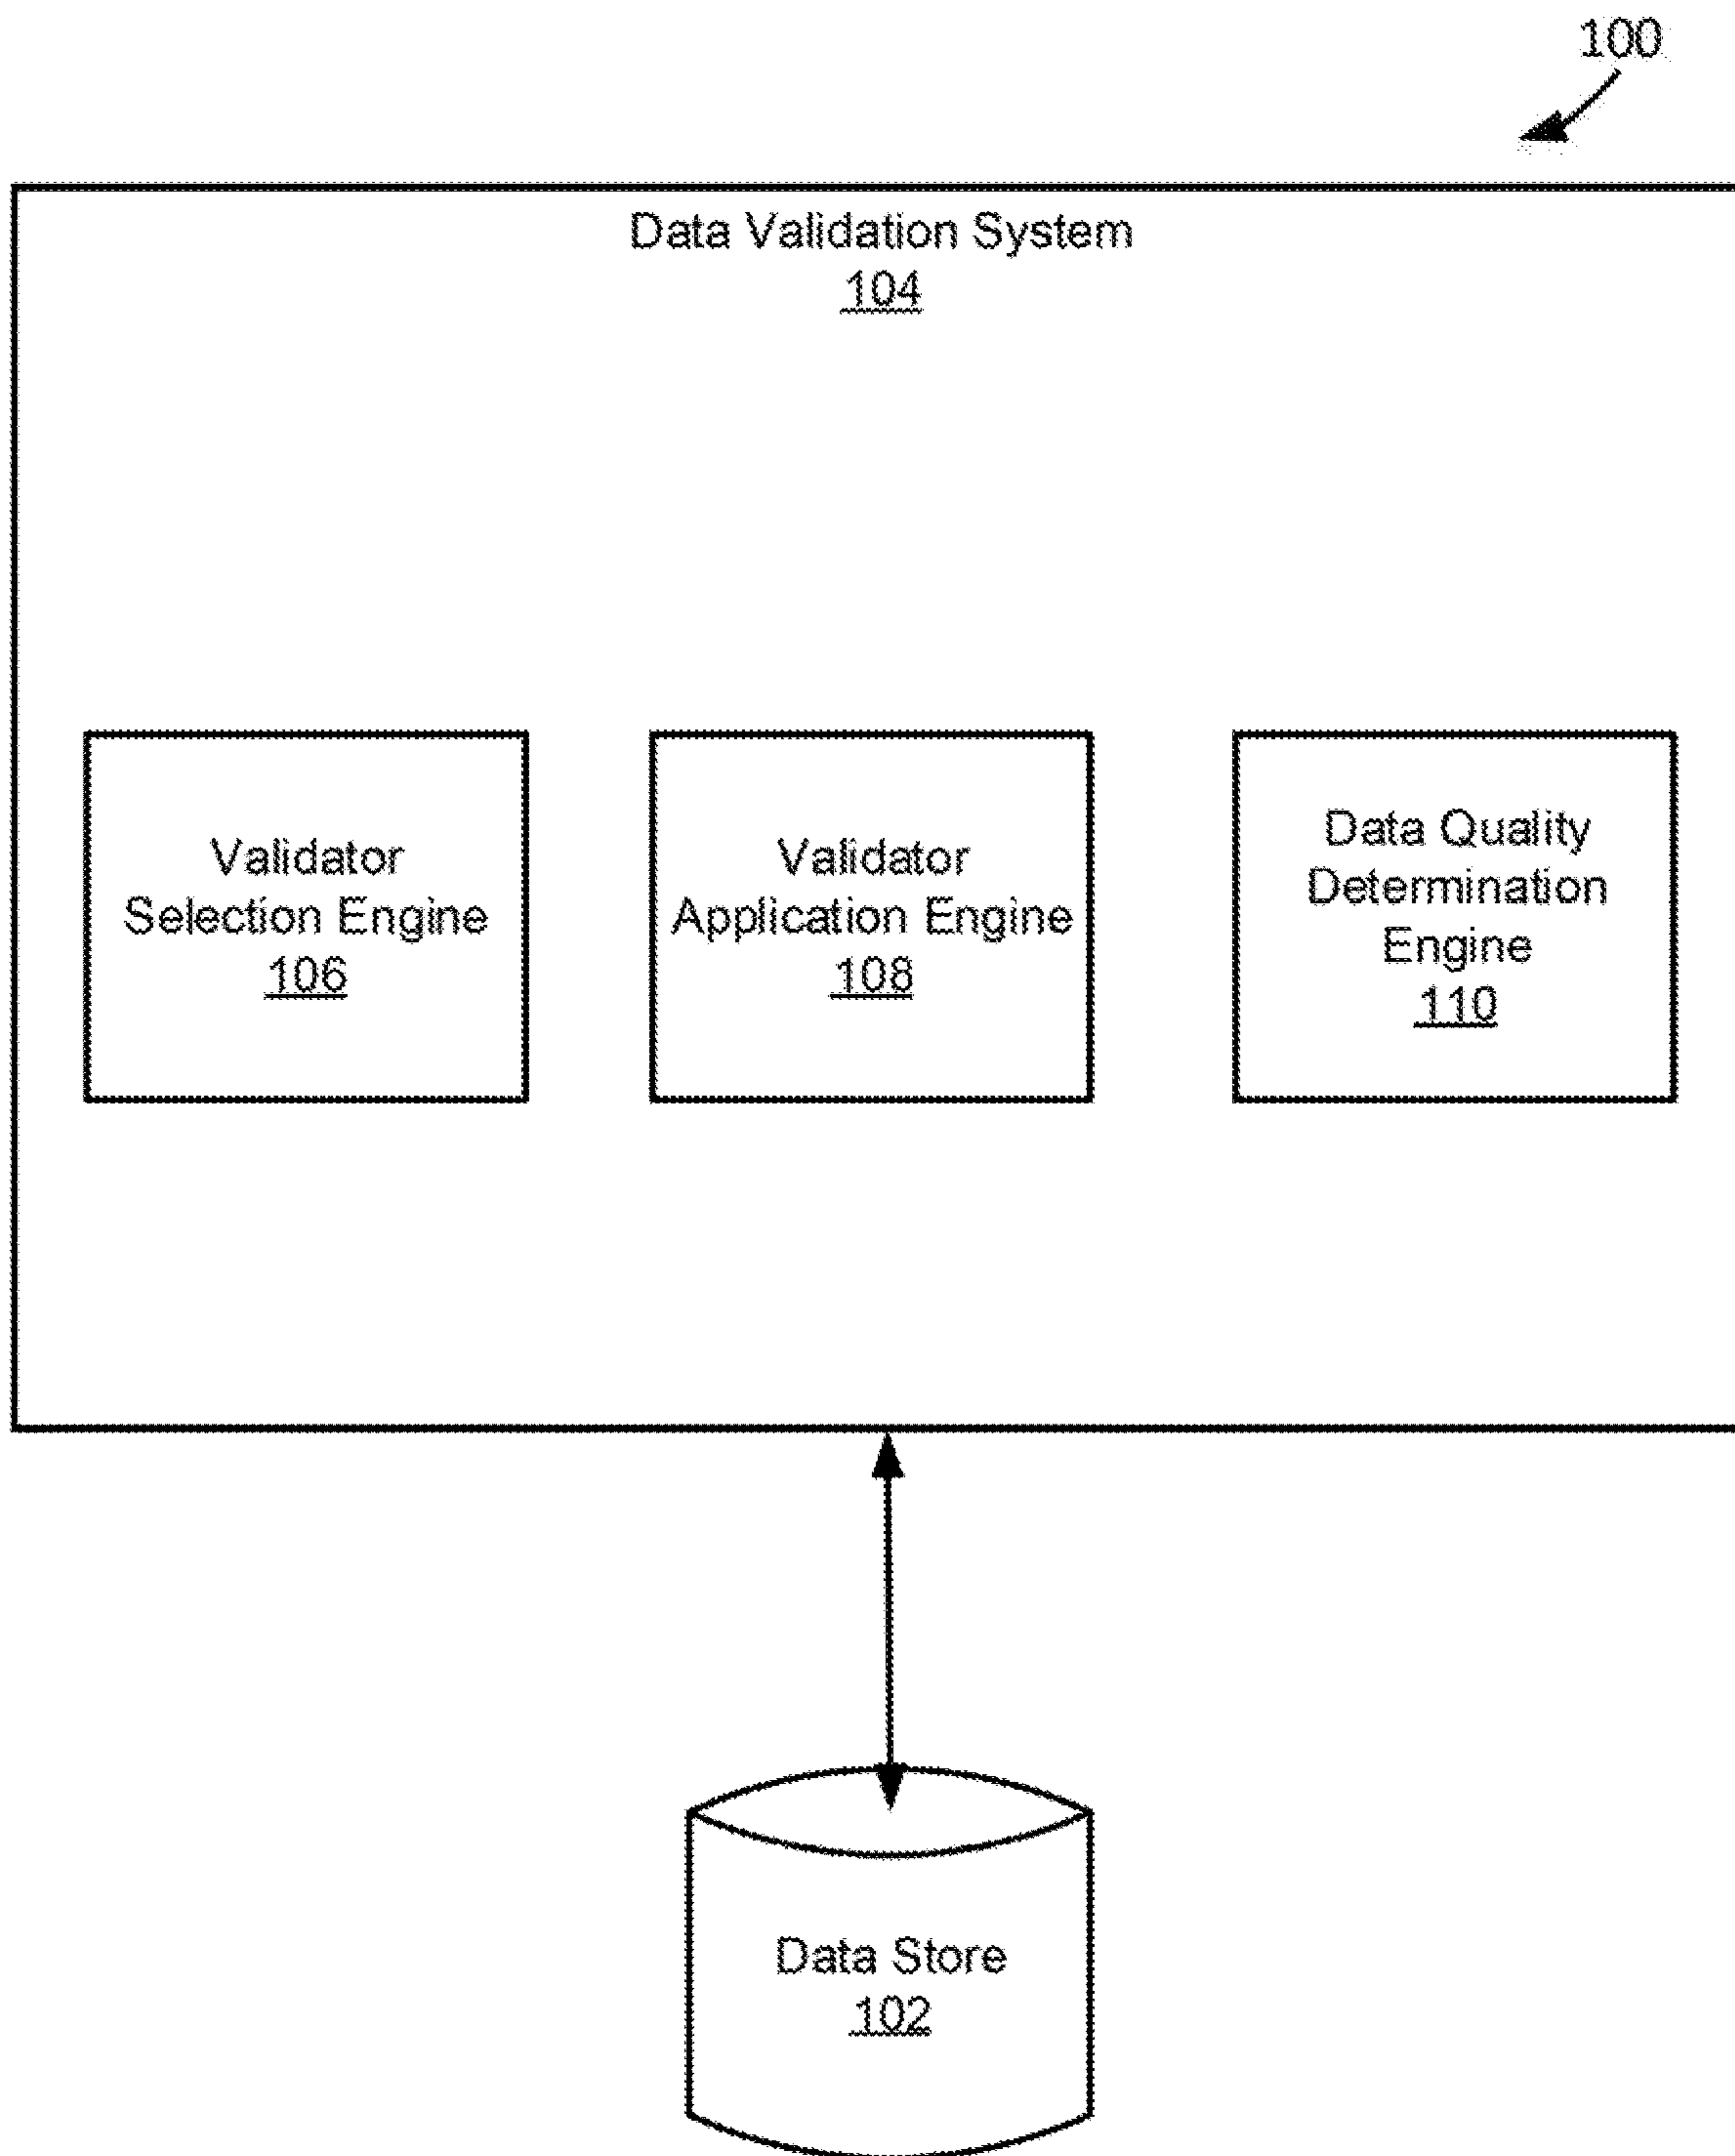 100
Data Validation System
104
Validator
Selection Engine
106
Validator
Application Engine
108
Data Quality
Determination
Engine
110
Data Store
102